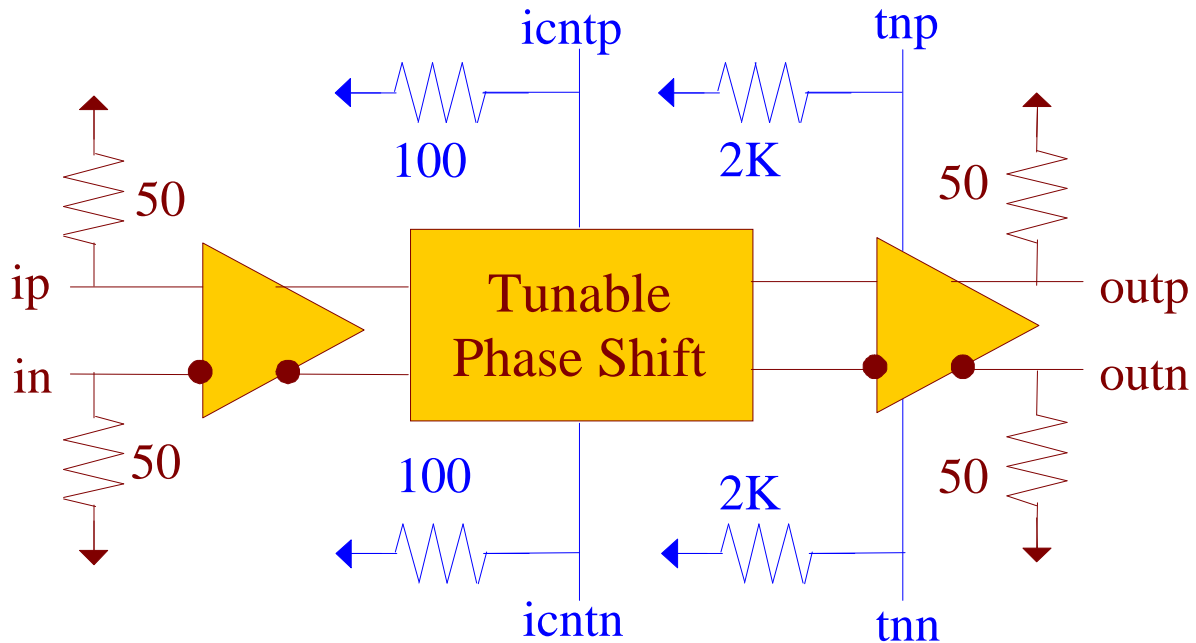 icntp
tnp
100
2K
50
50
ip
Tunable
outp
Phase Shift
in
outn
50
100
2K
50
icntn
tnn